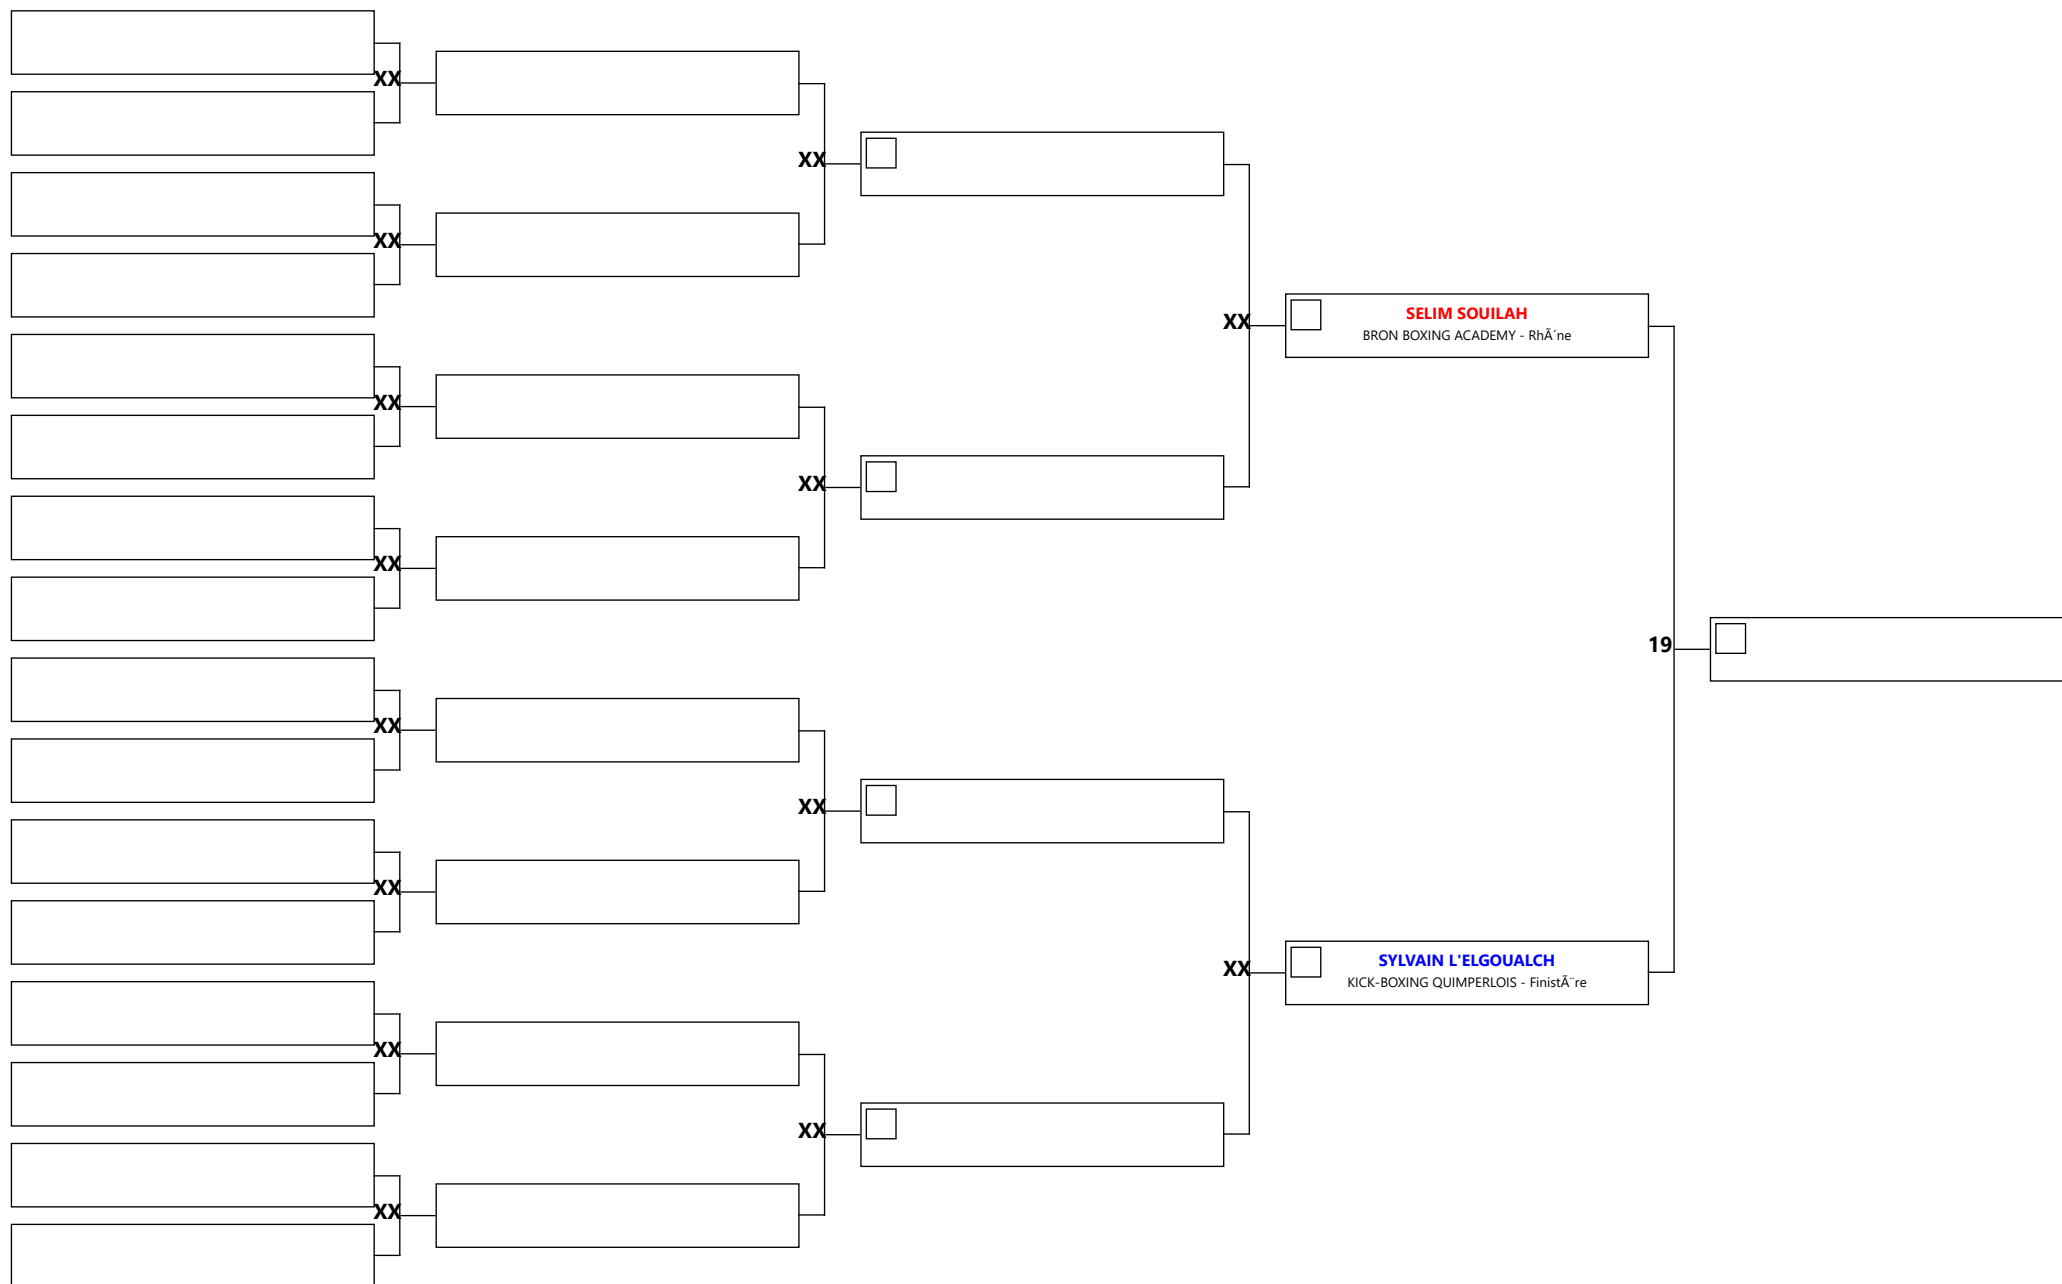 XX
XX
XX
XX
XX
XX
XX
XX
XX
XX
XX
XX
XX
SELIM SOUILAH
BRON BOXING ACADEMY - RhÃ´ne
XX
SYLVAIN L'ELGOUALCH
KICK-BOXING QUIMPERLOIS - FinistÃ¨re
19